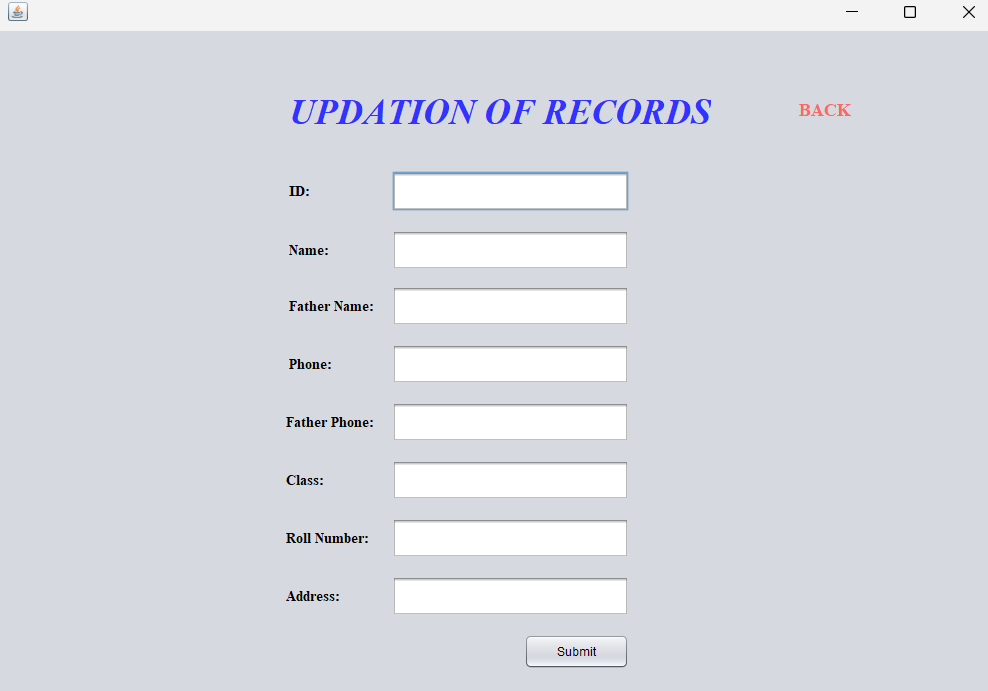 UPDATION OF RECORDS
BACK
ID:
Name:
Father Name:
Phone:
Father Phone:
Class:
Roll Number:
Address:
Submit